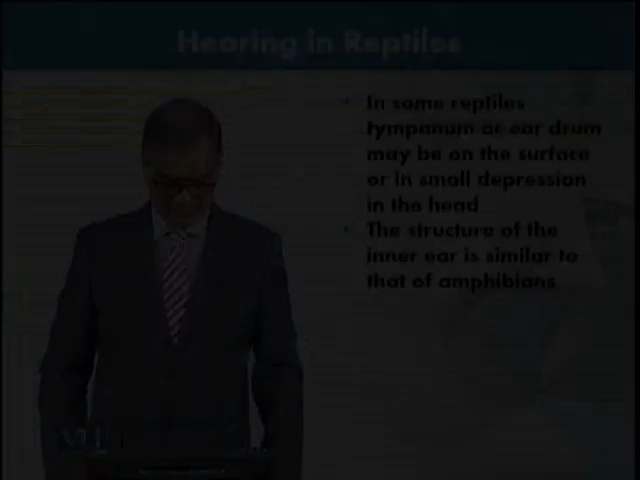 Hearing in Reptiles
• In some reptiles
tympanum or ear drum
may be on the surface
or in small depression
in the head
• The structure of the
inner ear is similar to
that of amphibians